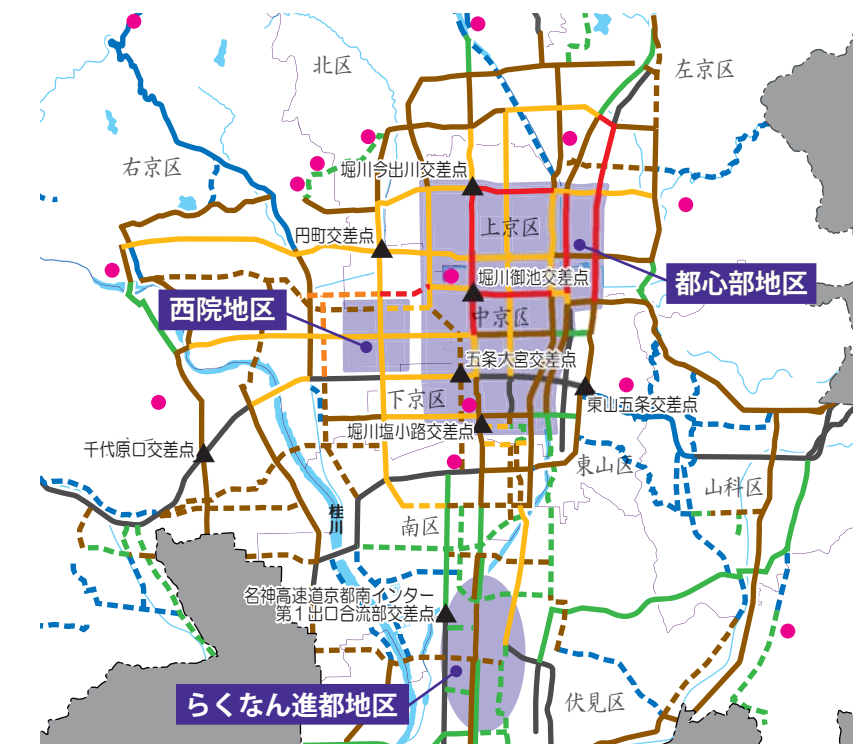 北区
左京区
右京区
堀川今出川交差点
上京区
円町交差点
堀川御池交差点
都心部地区
西院地区
中京区
五条大宮交差点
下京区
東山五条交差点
堀川塩小路交差点
千代原口交差点
東山区
山科区
桂川
南区
名神高速道京都南インター
第1出口合流部交差点
らくなん進都地区
伏見区